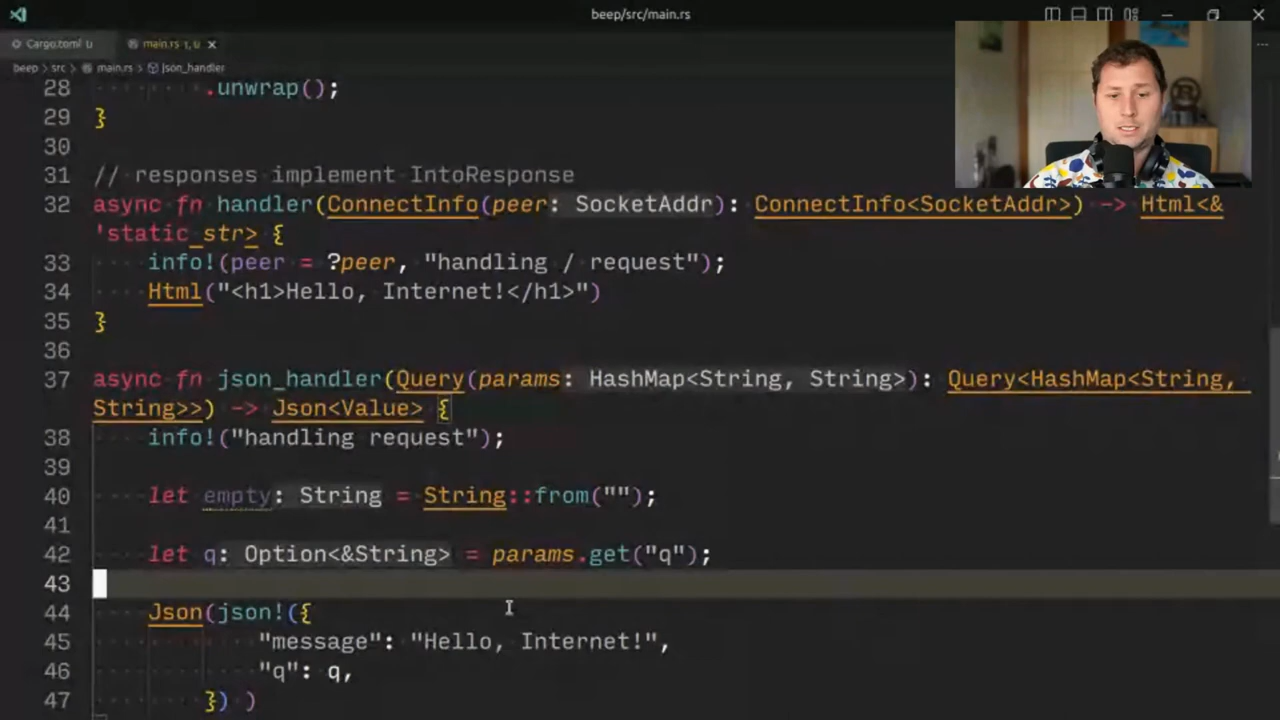 beep/src/main.rs
Cargo.toml U
main.rs 1, U
beep > src > main.rs > json_handler
28 .unwrap();
29 }
30
31 // responses implement IntoResponse
32 async fn handler(ConnectInfo(peer: SocketAddr): ConnectInfo<SocketAddr>) -> Html<&
'static str> {
33 info!(peer = ?peer, "handling / request");
34 Html("<h1>Hello, Internet!</h1>")
35 }
36
37 async fn json_handler(Query(params: HashMap<String, String>): Query<HashMap<String,
String>>) -> Json<Value> {
38 info!("handling request");
39
40 let empty: String = String::from("");
41
42 let q: Option<&String> = params.get("q");
43
44 Json(json!({
45 "message": "Hello, Internet!",
46 "q": q,
47 }) )